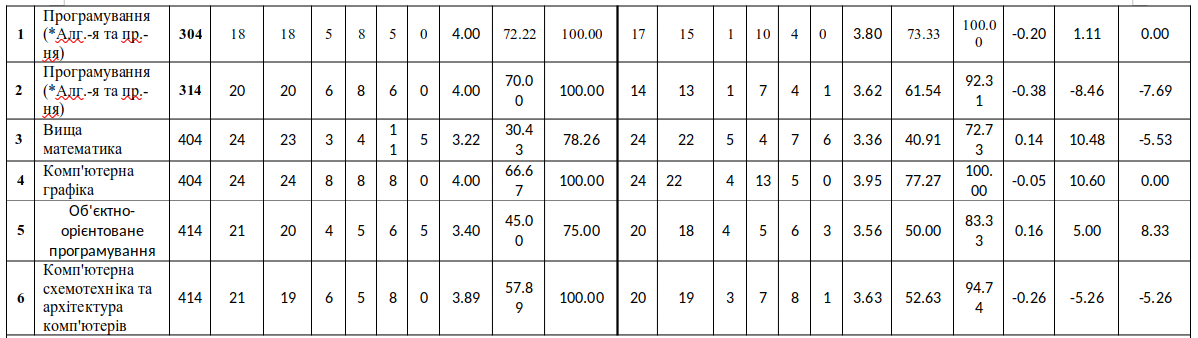 1 Програмування (*Алг.-я та пр.-ня) 304 18 18 5 8 5 0 4.00 72.22 100.00 17 15 1 10 4 0 3.80 73.33 100.00 -0.20 1.11 0.00
2 Програмування (*Алг.-я та пр.-ня) 314 20 20 6 8 6 0 4.00 70.00 100.00 14 13 1 7 4 1 3.62 61.54 92.31 -0.38 -8.46 -7.69
3 Вища математика 404 24 23 3 4 11 5 3.22 30.43 78.26 24 22 5 4 7 6 3.36 40.91 72.73 0.14 10.48 -5.53
4 Комп'ютерна графіка 404 24 24 8 8 8 0 4.00 66.67 100.00 24 22 4 13 5 0 3.95 77.27 100.00 -0.05 10.60 0.00
5 Об'єктно-орієнтоване програмування 414 21 20 4 5 6 5 3.40 45.00 75.00 20 18 4 5 6 3 3.56 50.00 83.33 0.16 5.00 8.33
6 Комп'ютерна схемотехніка та архітектура комп'ютерів 414 21 19 6 5 8 0 3.89 57.89 100.00 20 19 3 7 8 1 3.63 52.63 94.74 -0.26 -5.26 -5.26